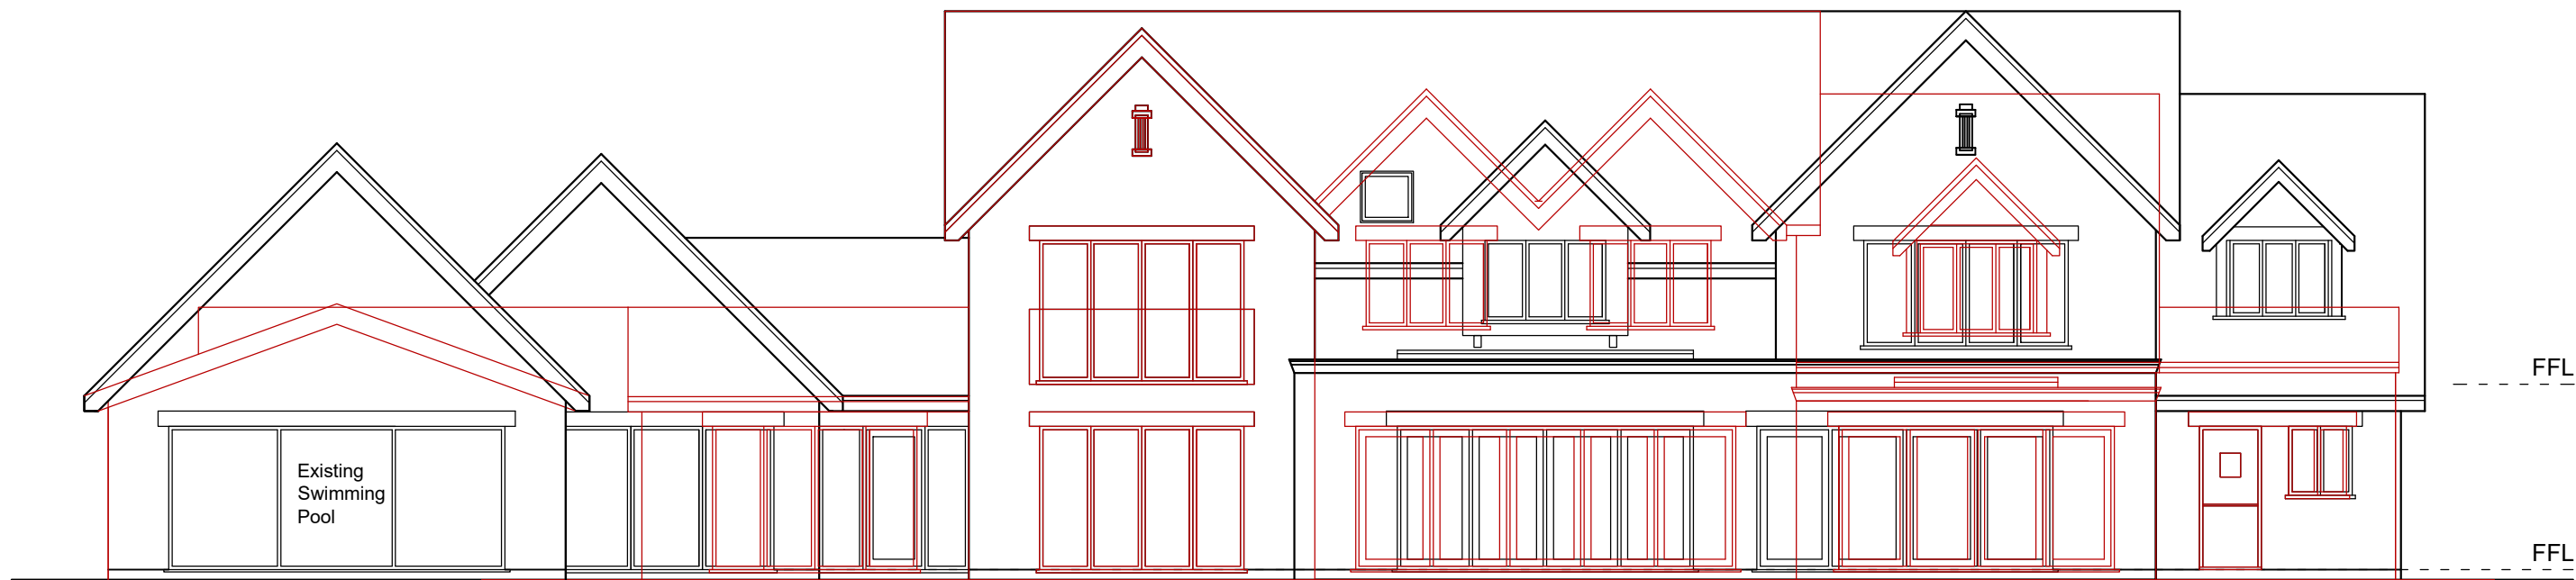 FFL
Existing
Swimming
Pool
FFL